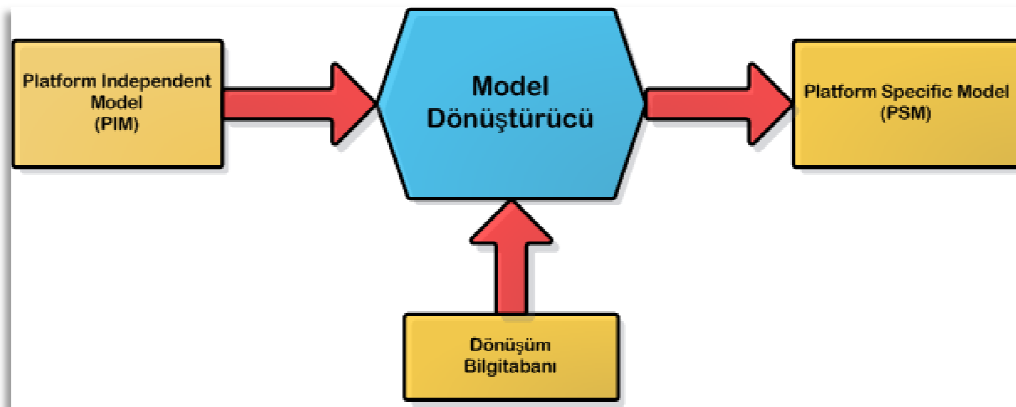 Platform Independent
Model
(PIM)
Model
Dönüştürücü
Platform Specific Model
(PSM)
Dönüşüm
Bilgitabanı